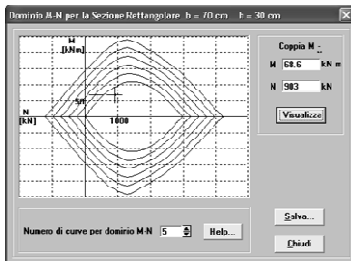 Dominio M-N per la Sezione Rettangolare b = 70 cm h = 30 cm
M
[kNm]
50
N
[kN]
1000
Coppia M -
M 68.6 kN m
N 903 kN
Visualizza
Numero di curve per dominio M-N 5
Help...
Salva...
Chiudi